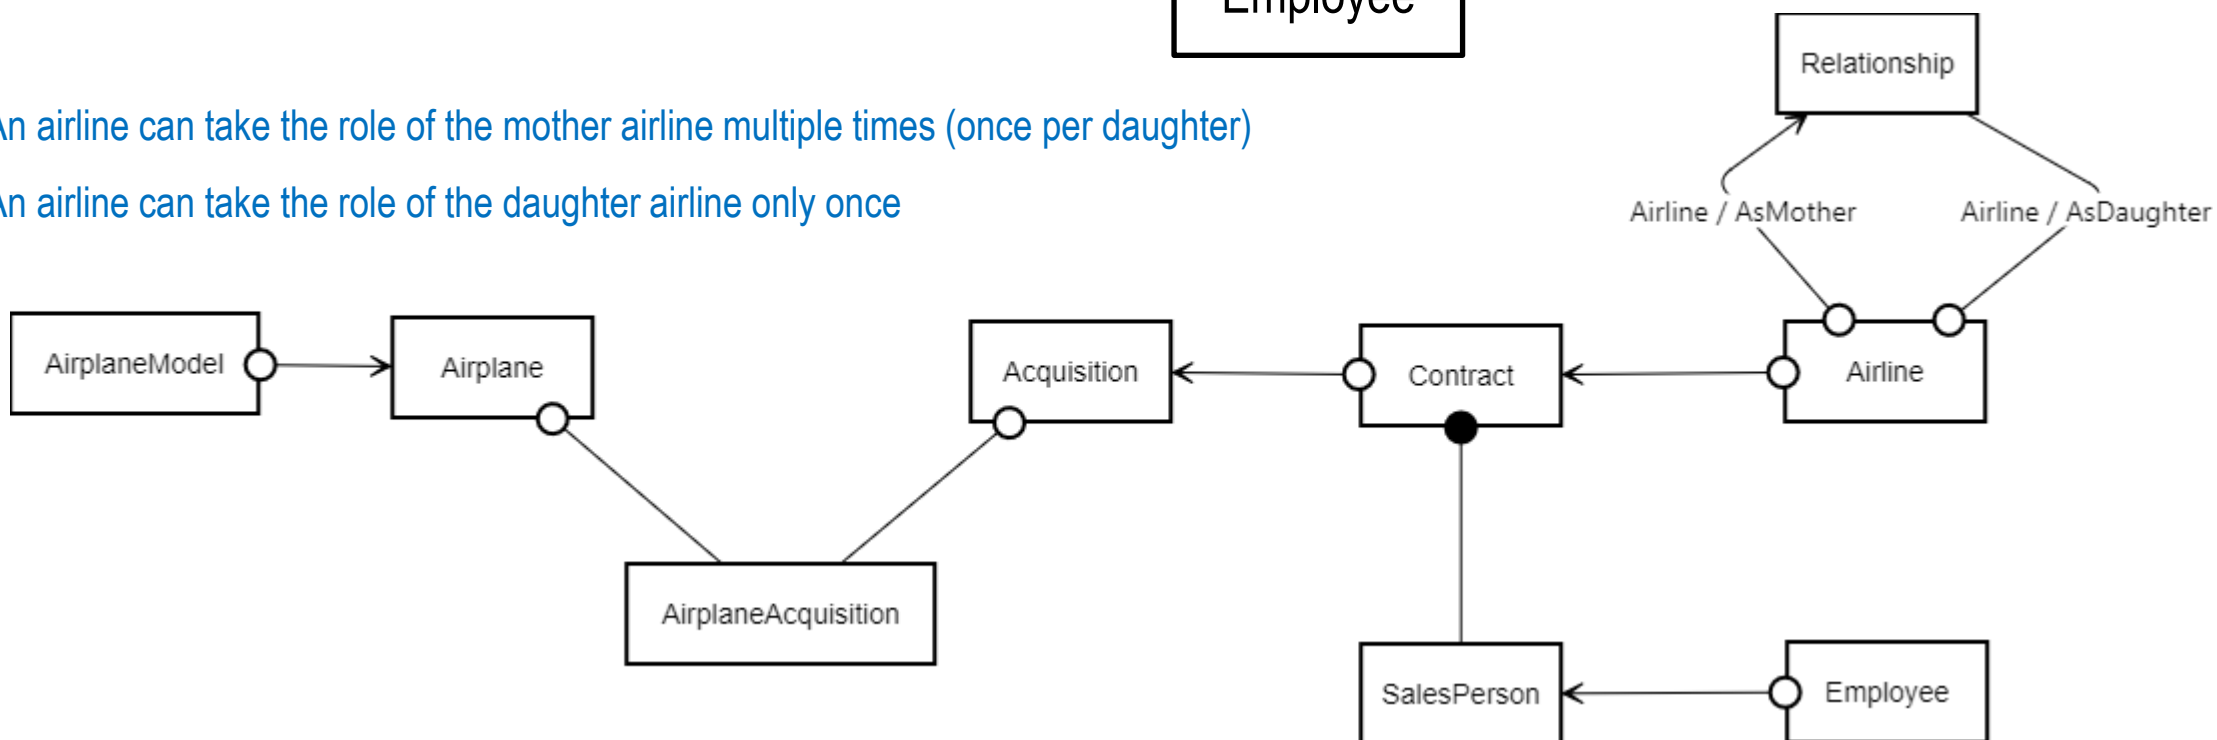 Employee
An airline can take the role of the mother airline multiple times (once per daughter)
An airline can take the role of the daughter airline only once
Relationship
Airline / AsMother
Airline / AsDaughter
AirplaneModel
Airplane
Acquisition
Contract
Airline
AirplaneAcquisition
SalesPerson
Employee